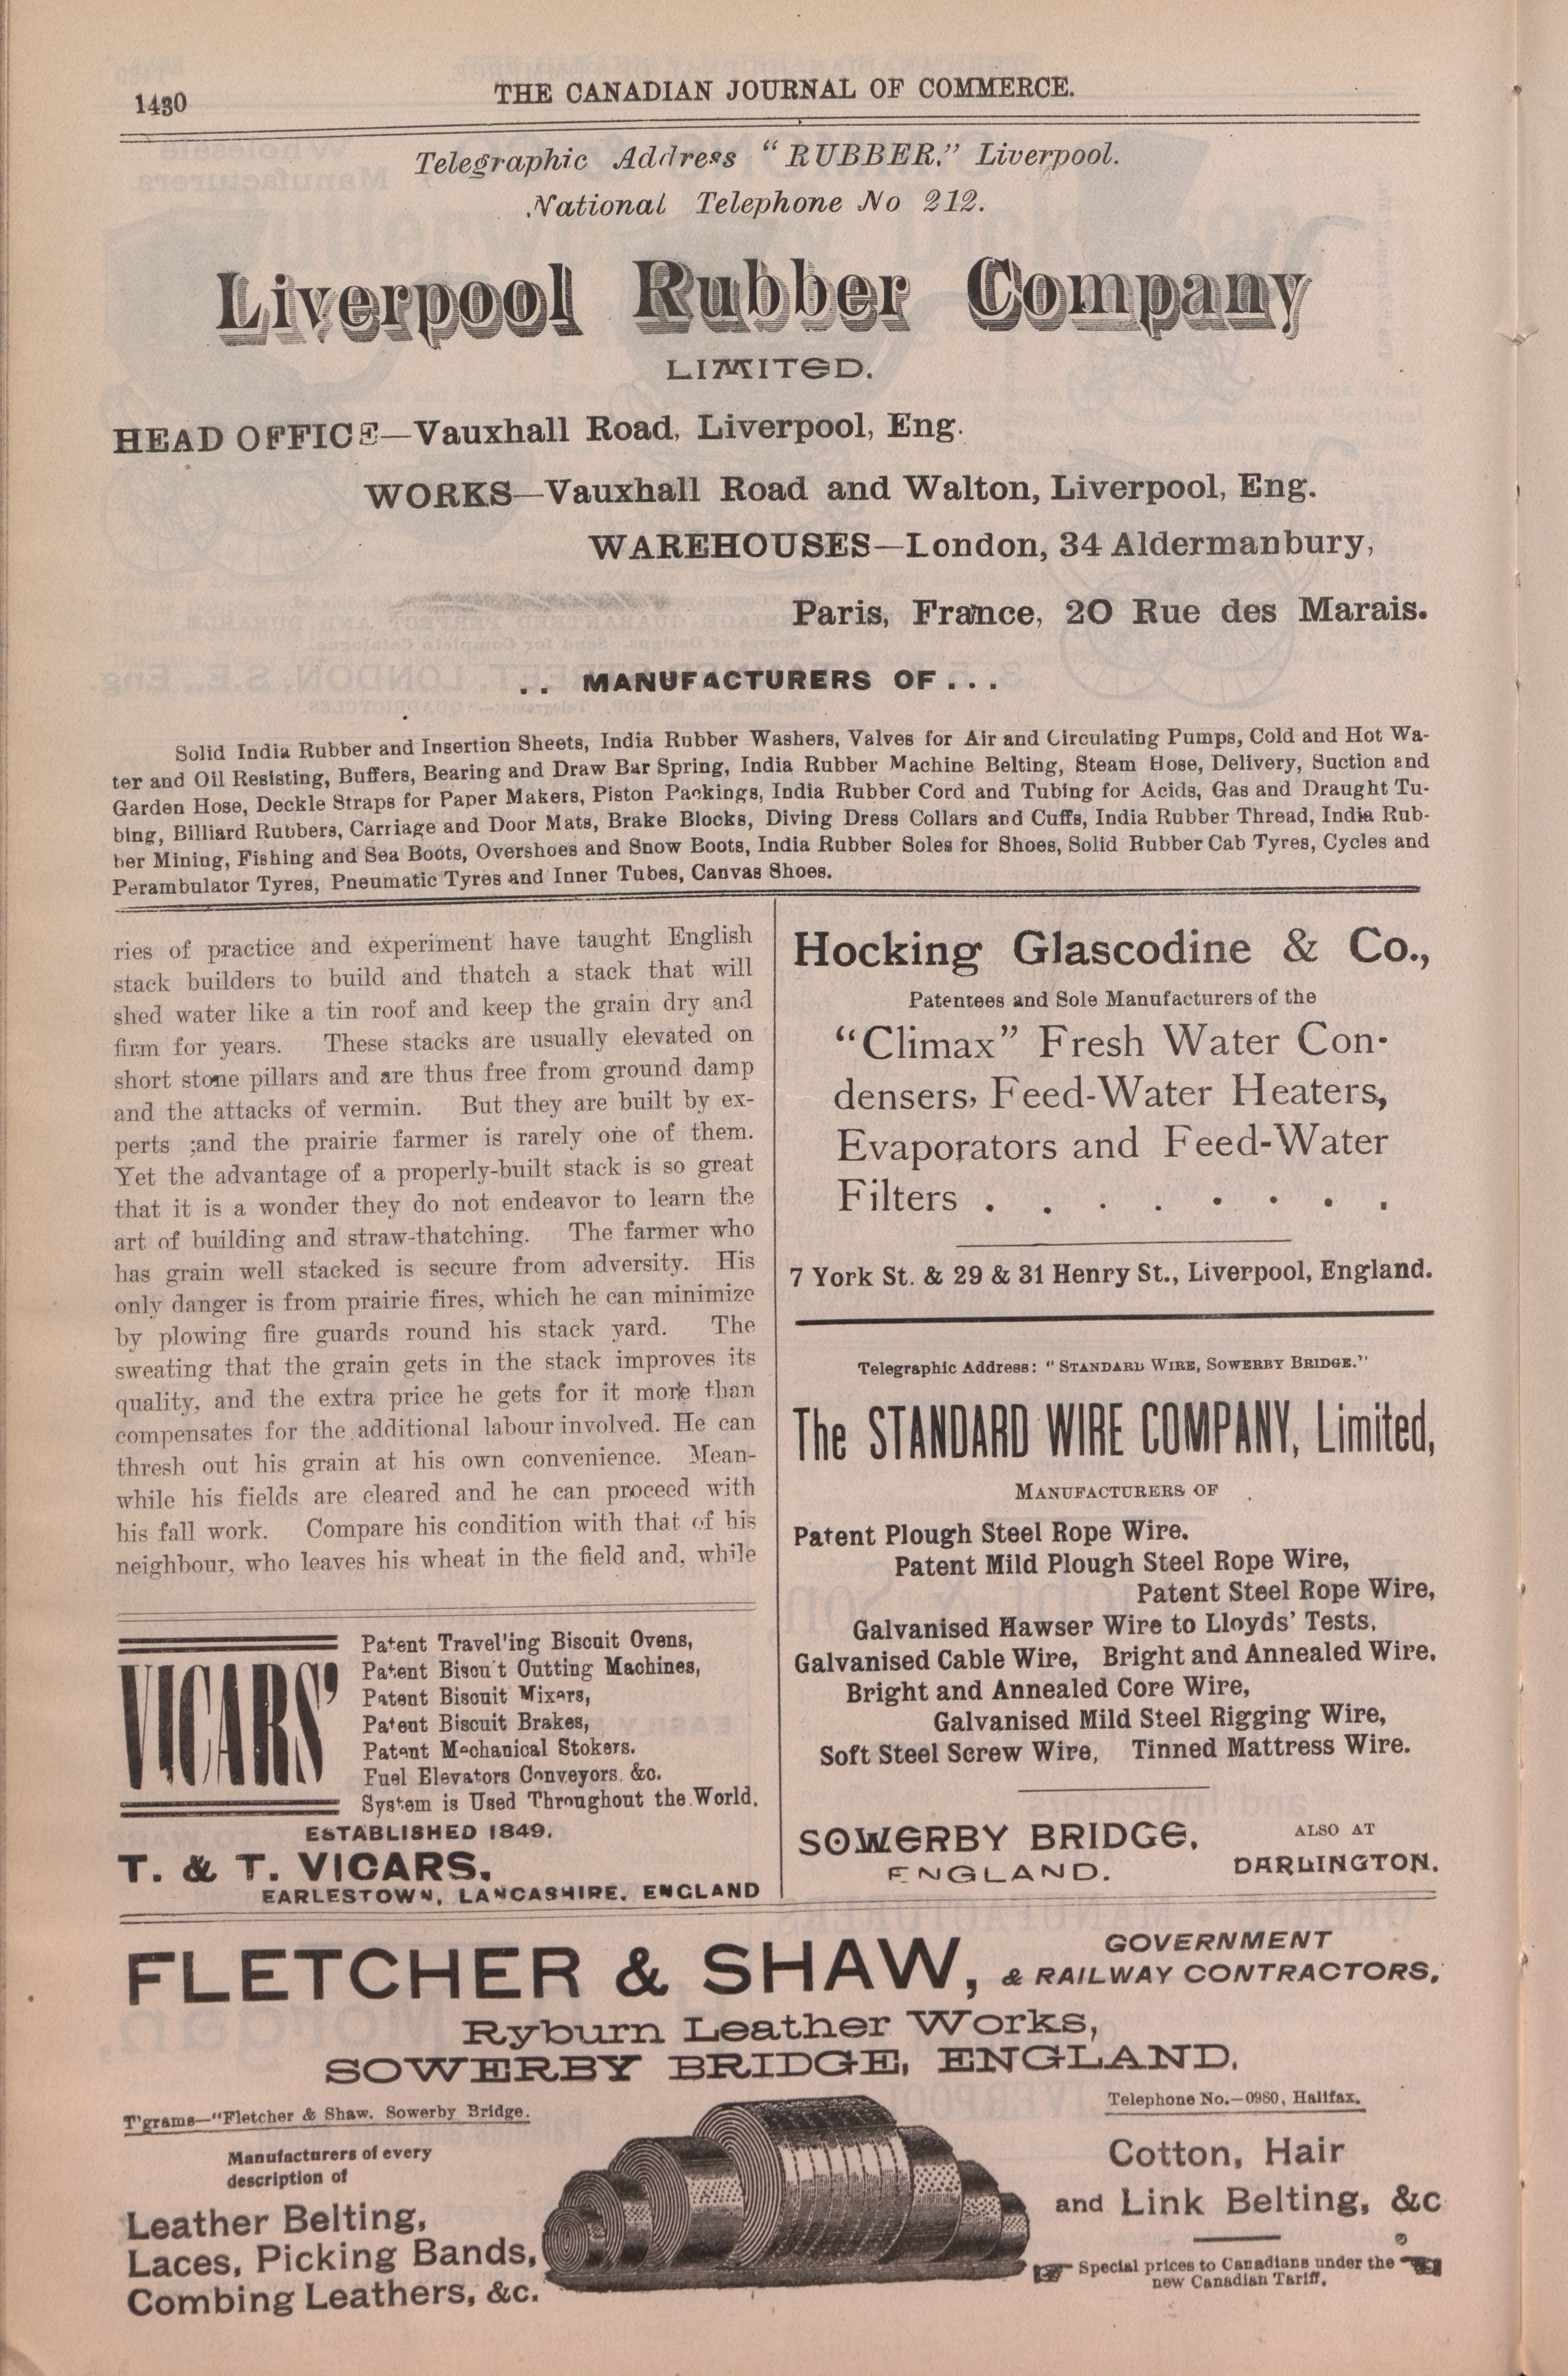 1430
THE CANADIAN JOURNAL OF COMMERCE.
Telegraphic Address "RUBBER," Liverpool.
National Telephone No 212.
Liverpool Rubber Company
LIMITED.
HEAD OFFICE—Vauxhall Road, Liverpool, Eng.
WORKS—Vauxhall Road and Walton, Liverpool, Eng.
WAREHOUSES—London, 34 Aldermanbury,
Paris, France, 20 Rue des Marais.
. . MANUFACTURERS OF . . .
Solid India Rubber and Insertion Sheets, India Rubber Washers, Valves for Air and Circulating Pumps, Cold and Hot Wa-
ter and Oil Resisting, Buffers, Bearing and Draw Bar Spring, India Rubber Machine Belting, Steam Hose, Delivery, Suction and
Garden Hose, Deckle Straps for Paper Makers, Piston Packings, India Rubber Cord and Tubing for Acids, Gas and Draught Tu-
bing, Billiard Rubbers, Carriage and Door Mats, Brake Blocks, Diving Dress Collars and Cuffs, India Rubber Thread, India Rub-
ber Mining, Fishing and Sea Boots, Overshoes and Snow Boots, India Rubber Soles for Shoes, Solid Rubber Cab Tyres, Cycles and
Perambulator Tyres, Pneumatic Tyres and Inner Tubes, Canvas Shoes.
ries of practice and experiment have taught English
stack builders to build and thatch a stack that will
shed water like a tin roof and keep the grain dry and
firm for years. These stacks are usually elevated on
short stone pillars and are thus free from ground damp
and the attacks of vermin. But they are built by ex-
perts ;and the prairie farmer is rarely one of them.
Yet the advantage of a properly-built stack is so great
that it is a wonder they do not endeavor to learn the
art of building and straw-thatching. The farmer who
has grain well stacked is secure from adversity. His
only danger is from prairie fires, which he can minimize
by plowing fire guards round his stack yard. The
sweating that the grain gets in the stack improves its
quality, and the extra price he gets for it more than
compensates for the additional labour involved. He can
thresh out his grain at his own convenience. Mean-
while his fields are cleared and he can proceed with
his fall work. Compare his condition with that of his
neighbour, who leaves his wheat in the field and, while
VICARS'
Patent Travel'ing Biscuit Ovens,
Patent Biscu't Cutting Machines,
Patent Biscuit Mixers,
Patent Biscuit Brakes,
Patent Mechanical Stokers.
Fuel Elevators Conveyors, &c.
System is Used Throughout the World.
ESTABLISHED 1849.
T. & T. VICARS,
EARLESTOWN, LANCASHIRE, ENGLAND
Hocking Glascodine & Co.,
Patentees and Sole Manufacturers of the
"Climax" Fresh Water Con-
densers, Feed-Water Heaters,
Evaporators and Feed-Water
Filters . . . . . . . .
7 York St. & 29 & 31 Henry St., Liverpool, England.
Telegraphic Address: "STANDARD WIRE, SOWERBY BRIDGE."
The STANDARD WIRE COMPANY, Limited,
MANUFACTURERS OF
Patent Plough Steel Rope Wire.
Patent Mild Plough Steel Rope Wire,
Patent Steel Rope Wire,
Galvanised Hawser Wire to Lloyds' Tests,
Galvanised Cable Wire, Bright and Annealed Wire.
Bright and Annealed Core Wire,
Galvanised Mild Steel Rigging Wire,
Soft Steel Screw Wire, Tinned Mattress Wire.
SOWERBY BRIDGE,
ENGLAND.
ALSO AT
DARLINGTON.
FLETCHER & SHAW,
GOVERNMENT
& RAILWAY CONTRACTORS,
Ryburn Leather Works,
SOWERBY BRIDGE, ENGLAND.
T'grams—"Fletcher & Shaw. Sowerby Bridge.
Manufacturers of every
description of
Leather Belting,
Laces, Picking Bands,
Combing Leathers, &c.
Telephone No.—0980, Halifax.
Cotton, Hair
and Link Belting, &c
Special prices to Canadians under the
new Canadian Tariff.